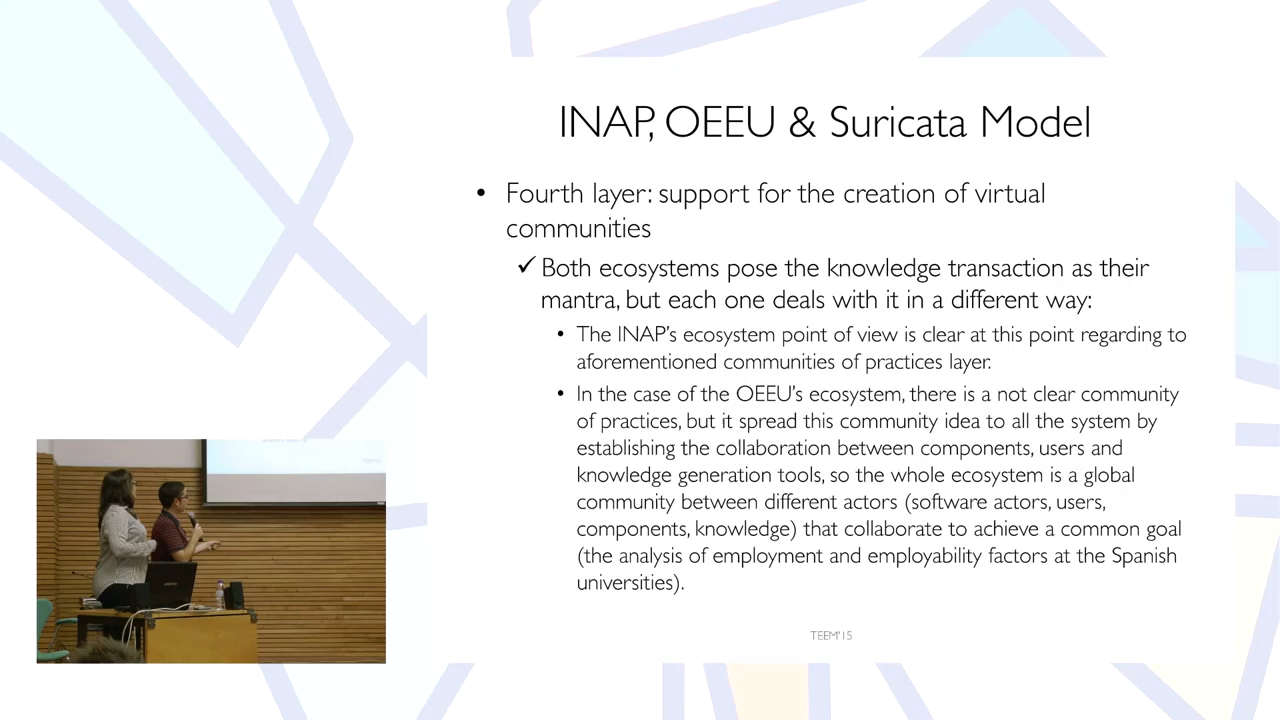 INAP, OEEU & Suricata Model
• Fourth layer: support for the creation of virtual
communities
✓ Both ecosystems pose the knowledge transaction as their
mantra, but each one deals with it in a different way:
• The INAP's ecosystem point of view is clear at this point regarding to
aforementioned communities of practices layer.
• In the case of the OEEU's ecosystem, there is a not clear community
of practices, but it spread this community idea to all the system by
establishing the collaboration between components, users and
knowledge generation tools, so the whole ecosystem is a global
community between different actors (software actors, users,
components, knowledge) that collaborate to achieve a common goal
(the analysis of employment and employability factors at the Spanish
universities).
TEEM'15